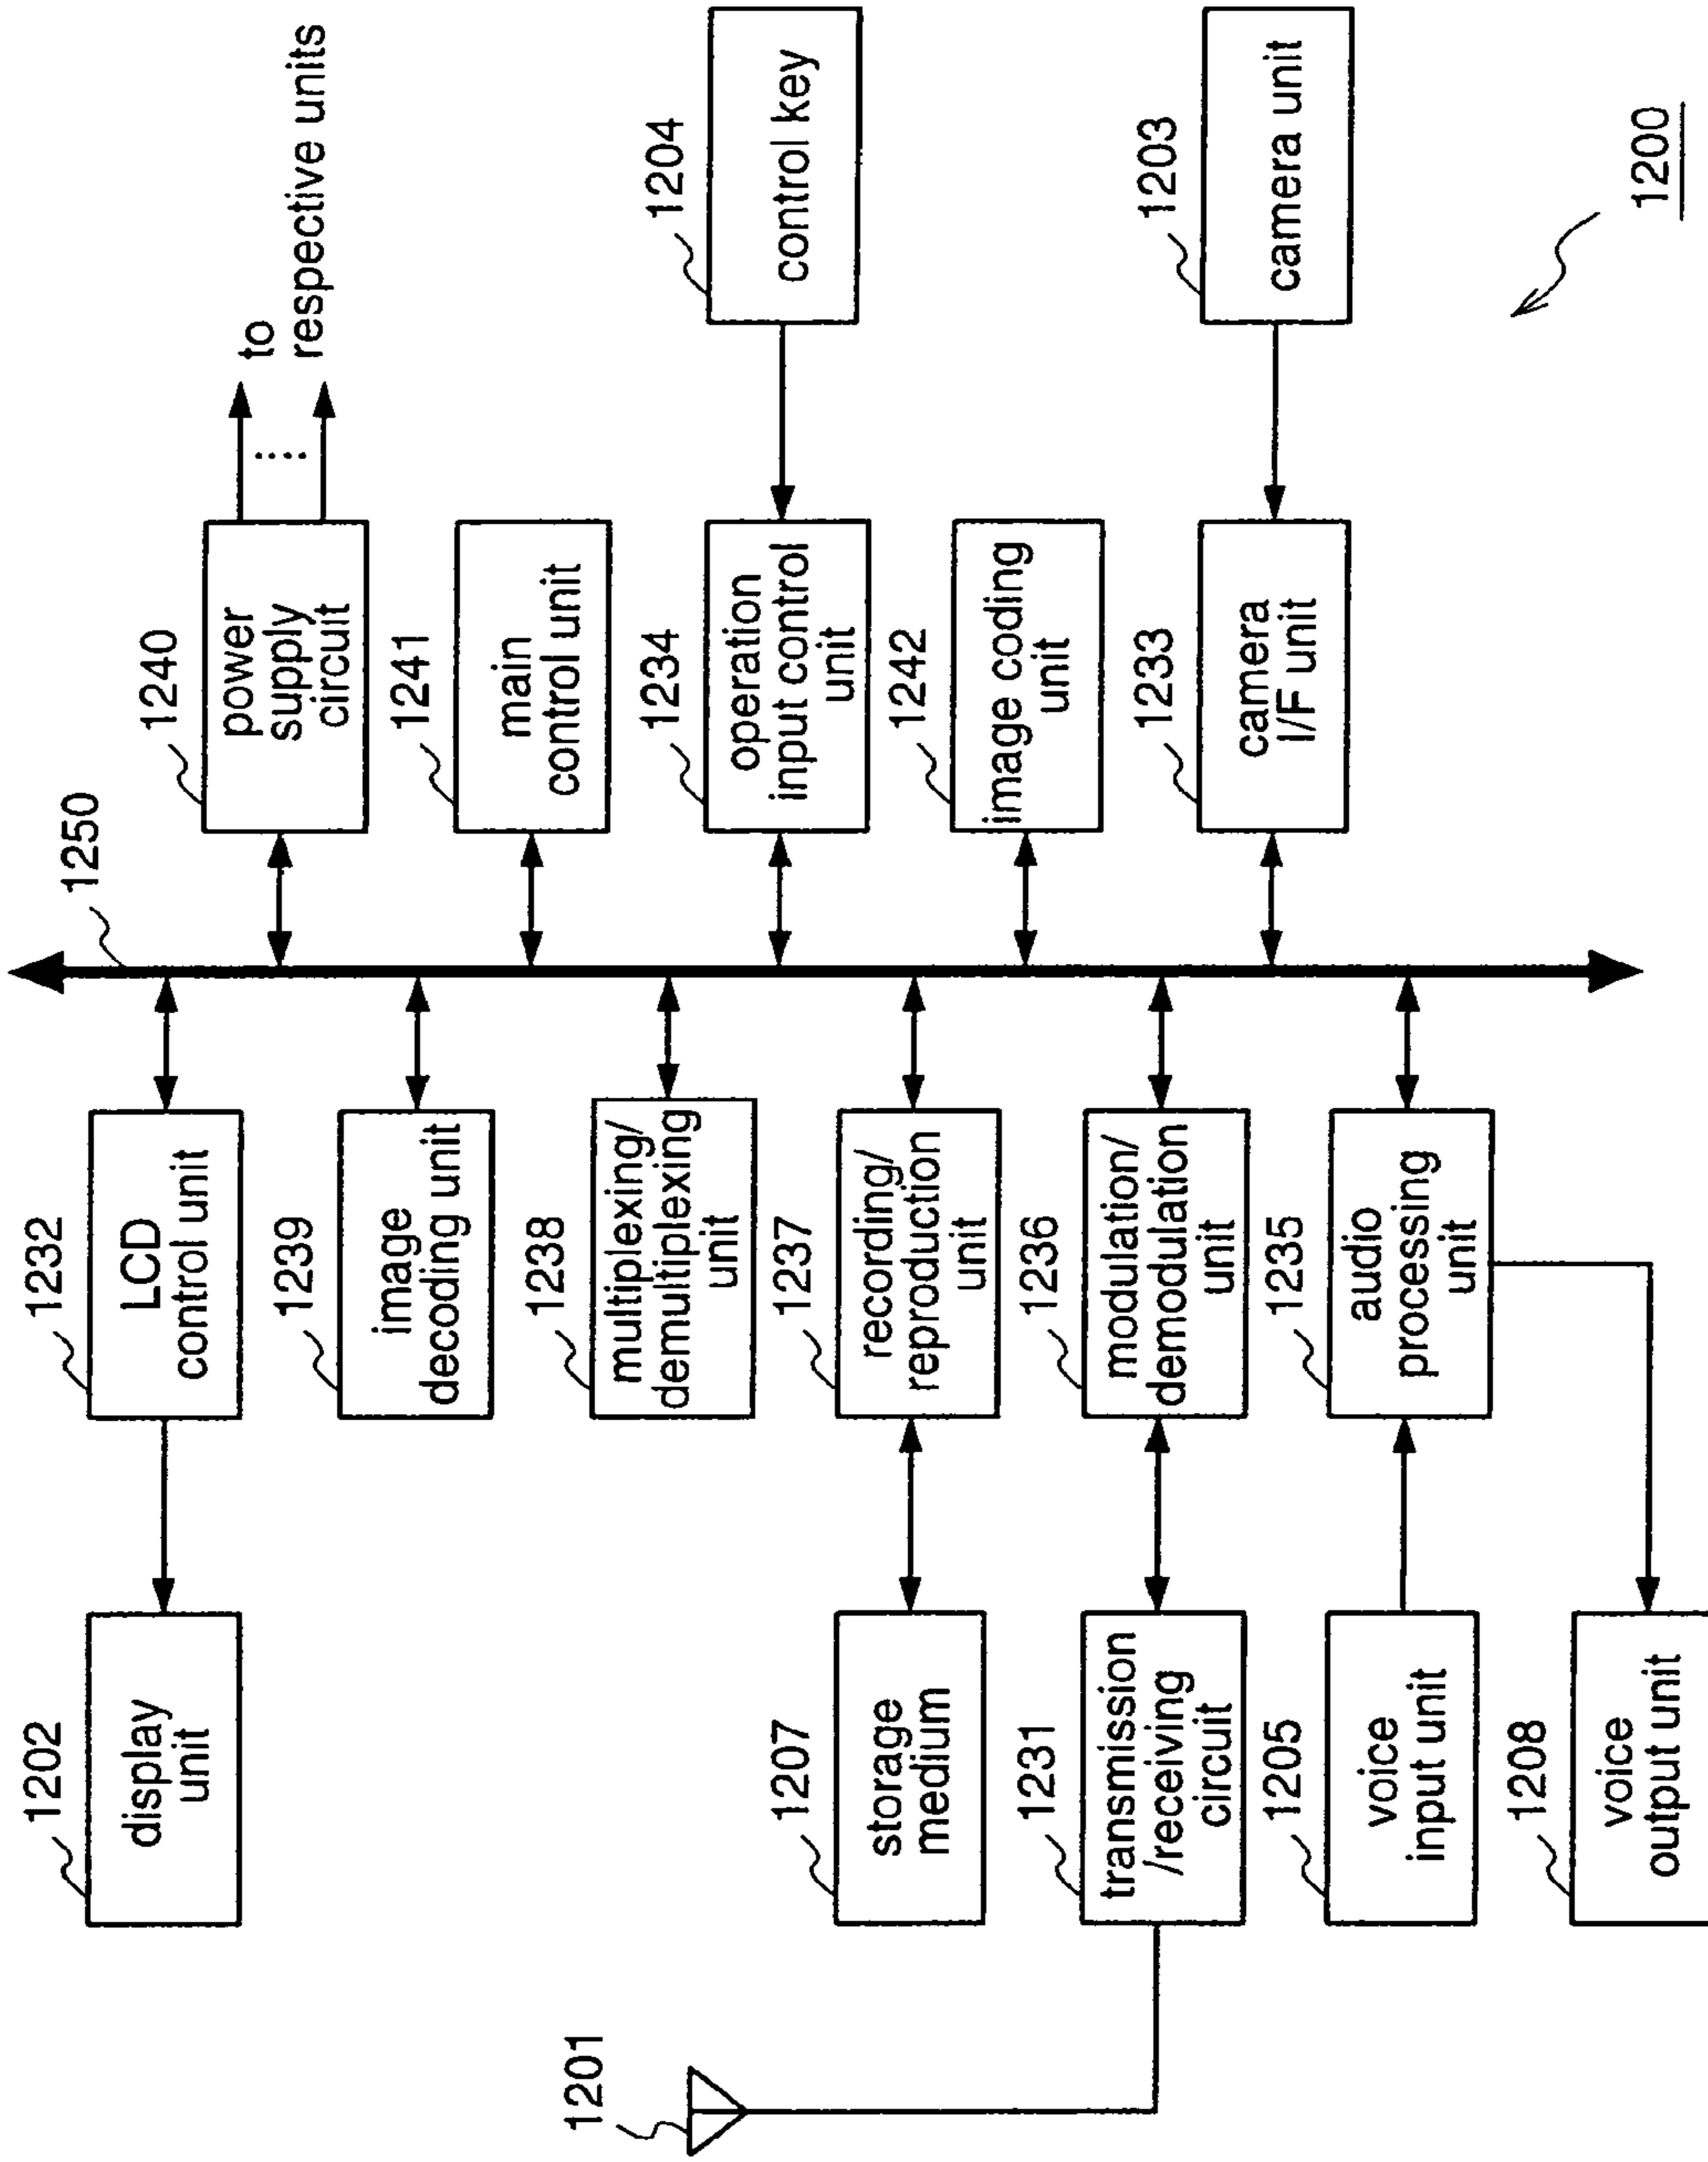 1250
1202
display
unit
1232
LCD
control unit
1240
power
supply
circuit
to
respective units
1239
image
decoding unit
1241
main
control unit
1238
multiplexing/
demultiplexing
unit
1234
operation
input control
unit
1204
control key
1207
storage
medium
1237
recording/
reproduction
unit
1242
image coding
unit
1201
1231
transmission
/receiving
circuit
1236
modulation/
demodulation
unit
1233
camera
I/F unit
1203
camera unit
1205
voice
input unit
1235
audio
processing
unit
1208
voice
output unit
1200